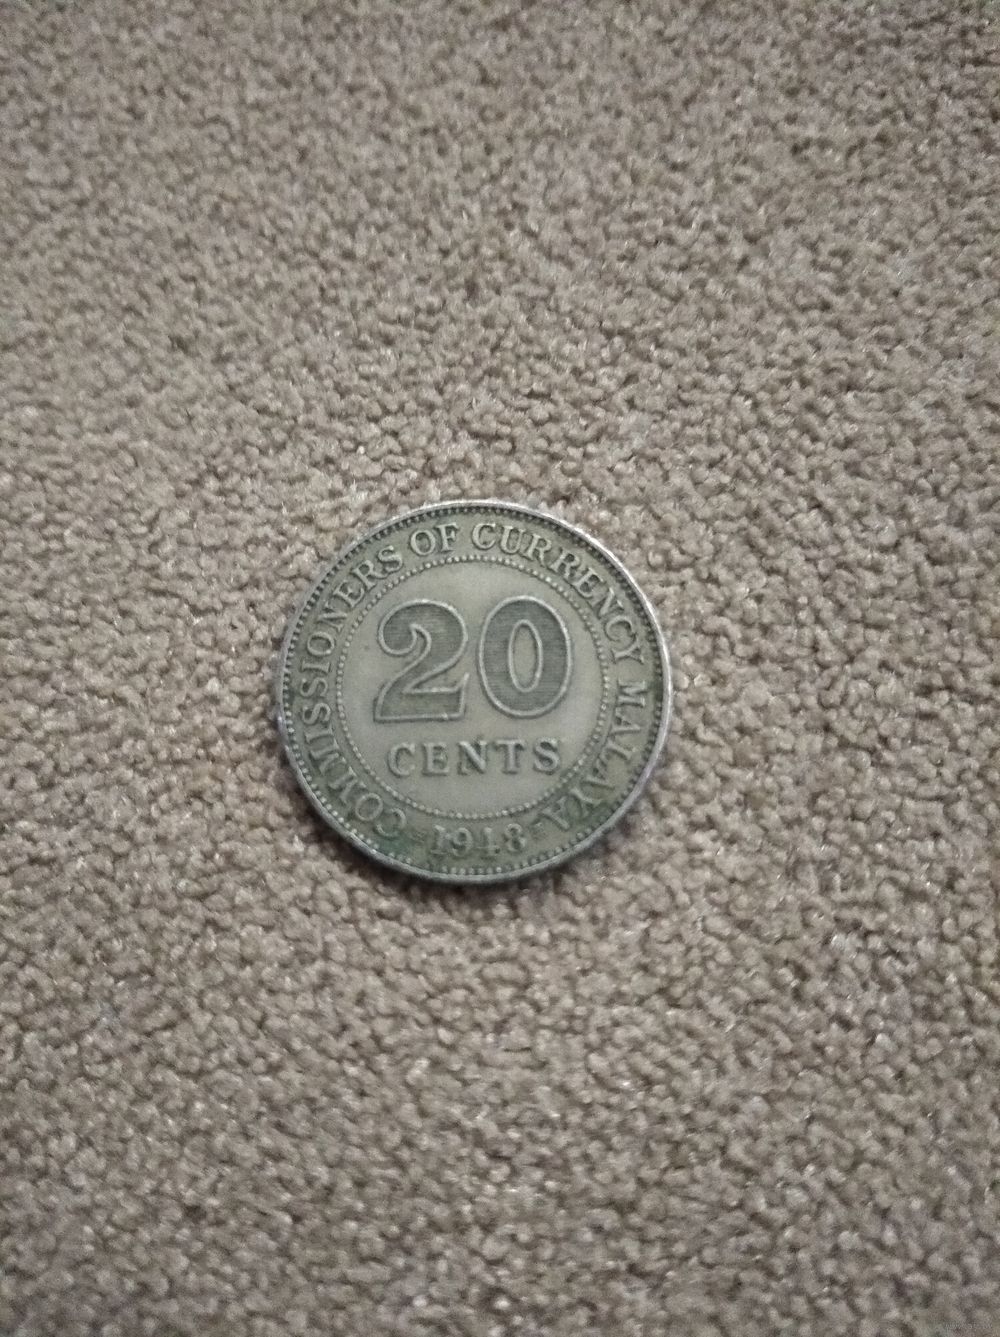 COMMISSIONERS OF CURRENCY MALAYA.
20
CENTS
1948